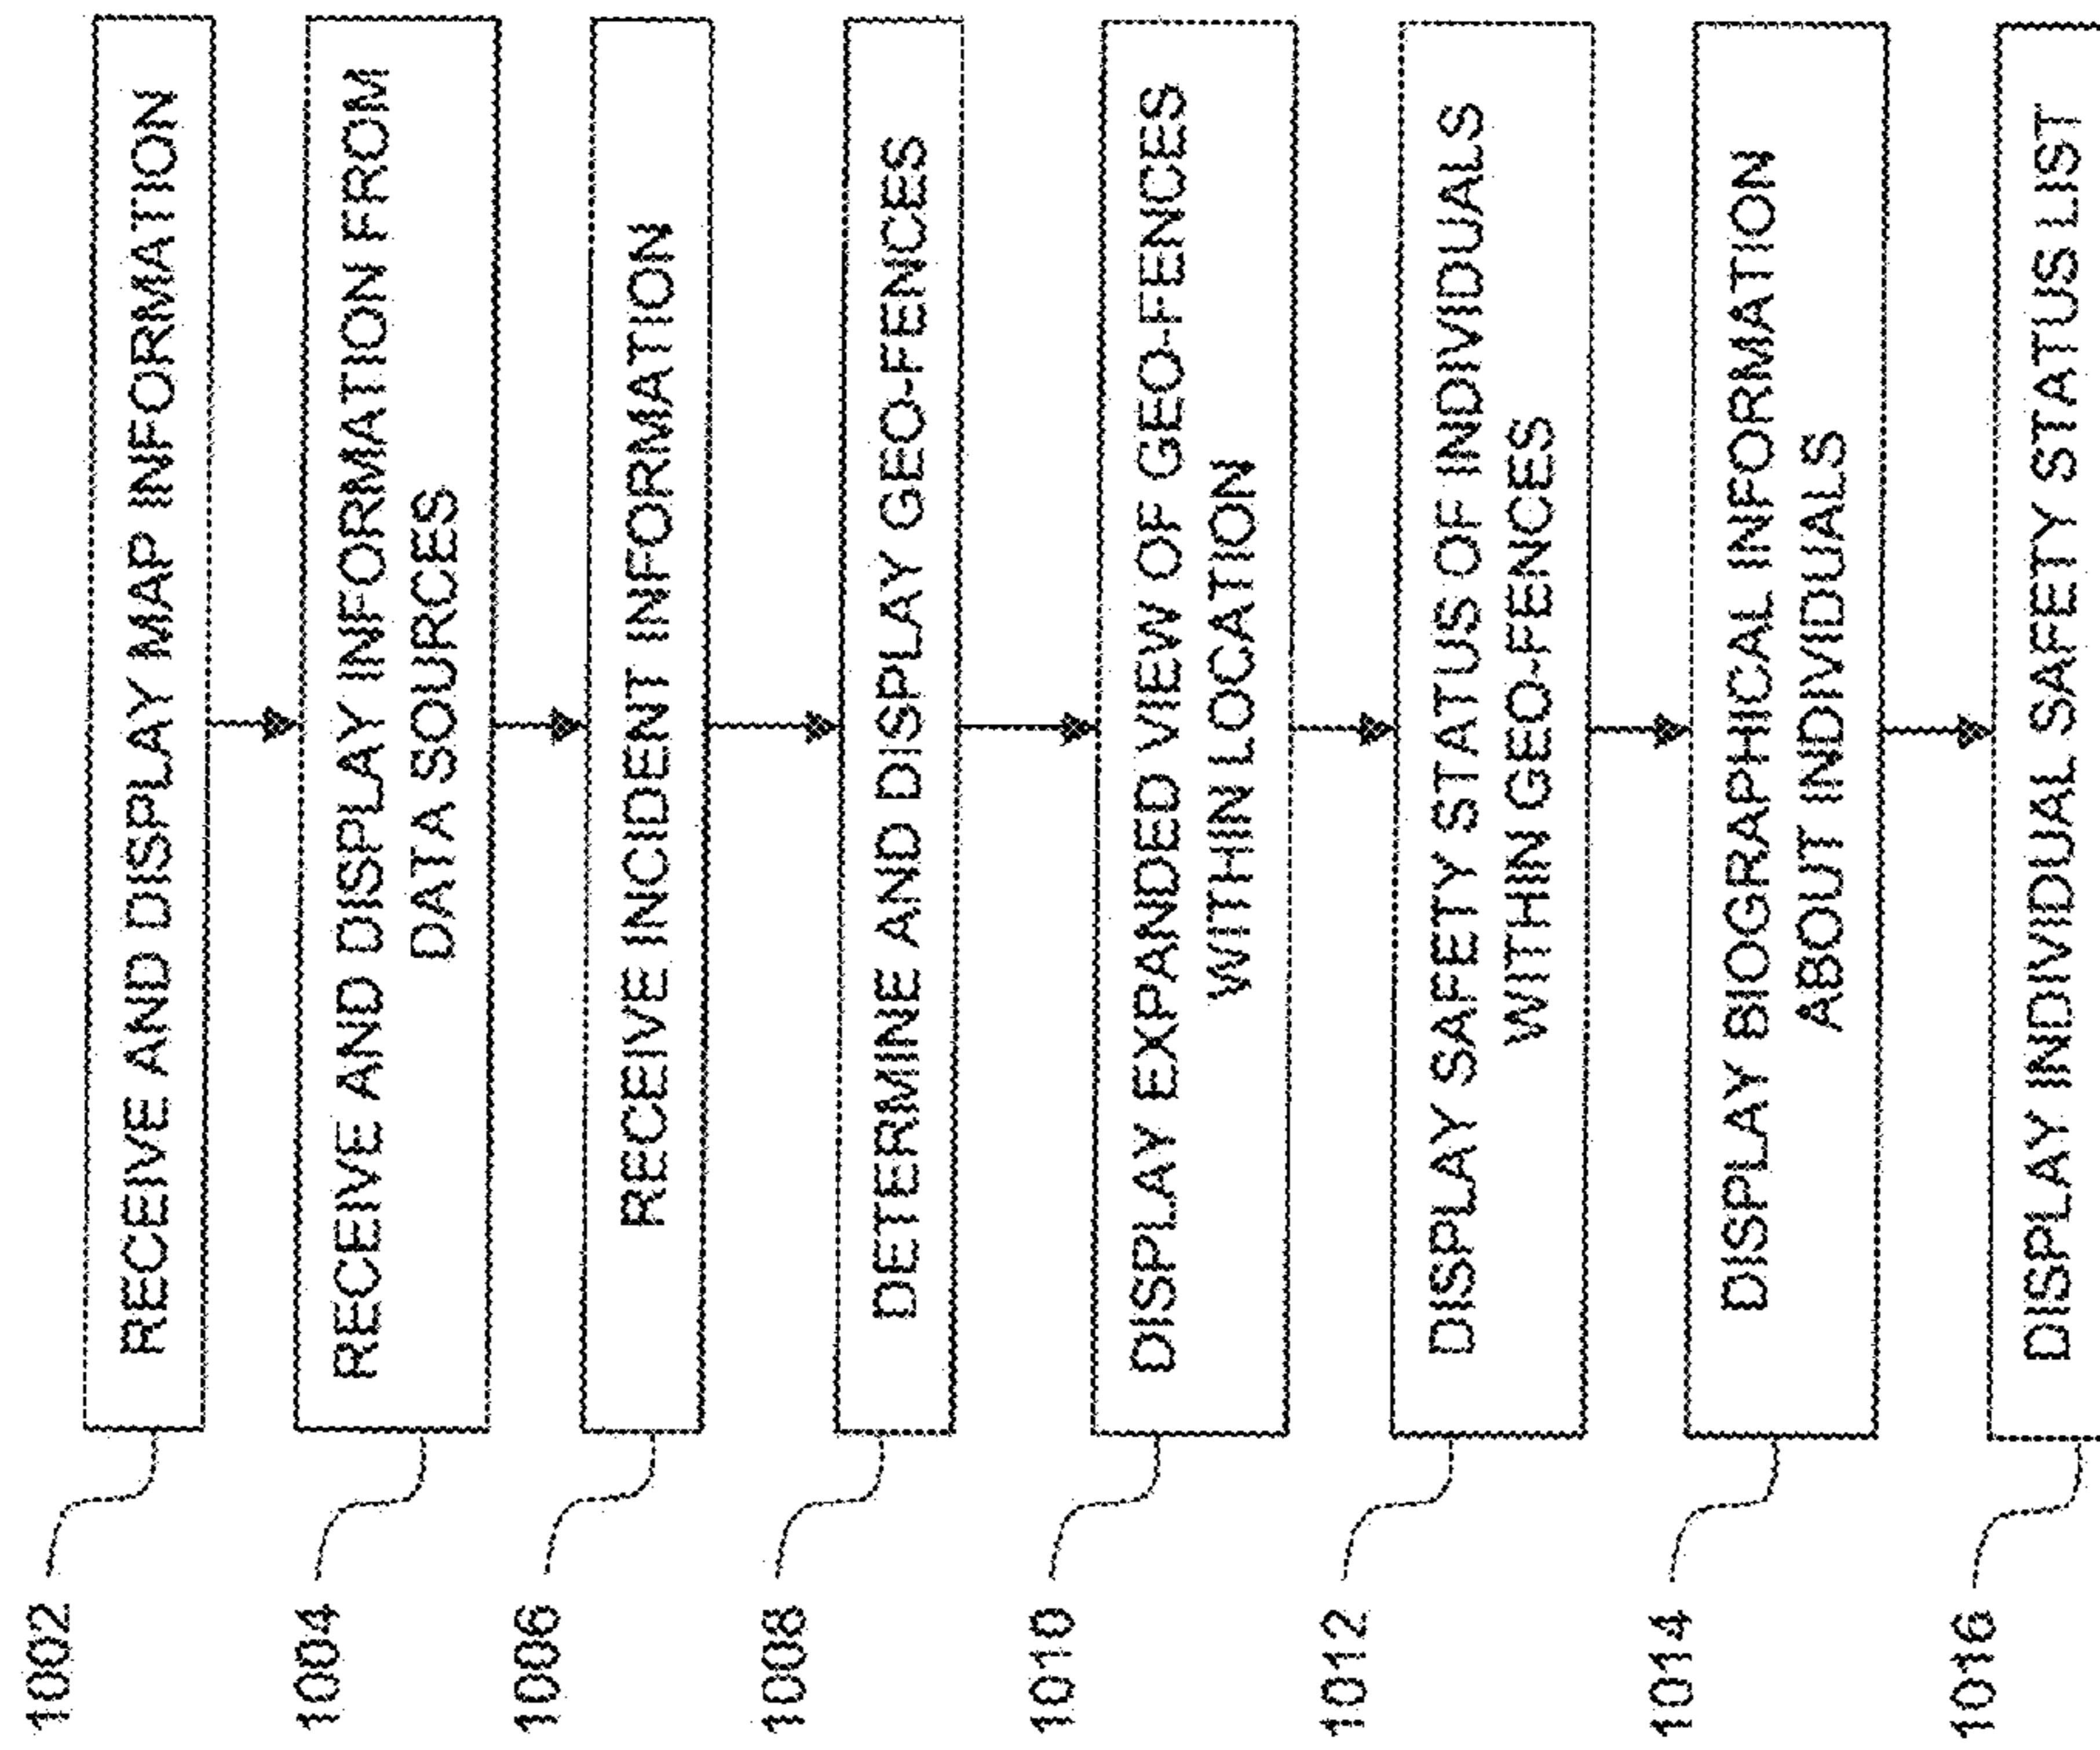 1002
RECEIVE AND DISPLAY MAP INFORMATION
1004
RECEIVE AND DISPLAY INFORMATION FROM
DATA SOURCES
1006
RECEIVE INCIDENT INFORMATION
1008
DETERMINE AND DISPLAY GEO-FENCES
1010
DISPLAY EXPANDED VIEW OF GEO-FENCES
WITHIN LOCATION
1012
DISPLAY SAFETY STATUS OF INDIVIDUALS
WITHIN GEO-FENCES
1014
DISPLAY BIOGRAPHICAL INFORMATION
ABOUT INDIVIDUALS
1016
DISPLAY INDIVIDUAL SAFETY STATUS LIST